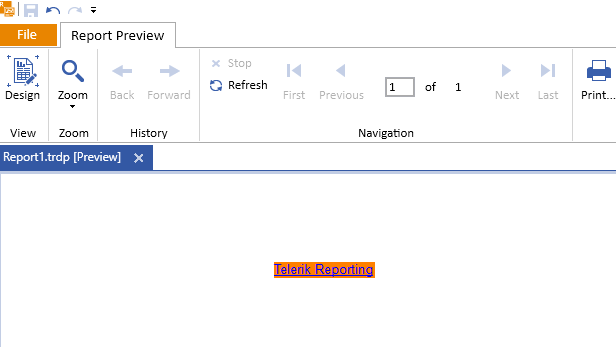 File Report Preview
Stop
Refresh
1 of 1
Design Zoom Back Forward First Previous Next Last Print...
View Zoom History Navigation
Report1.trdp [Preview]
Telerik Reporting